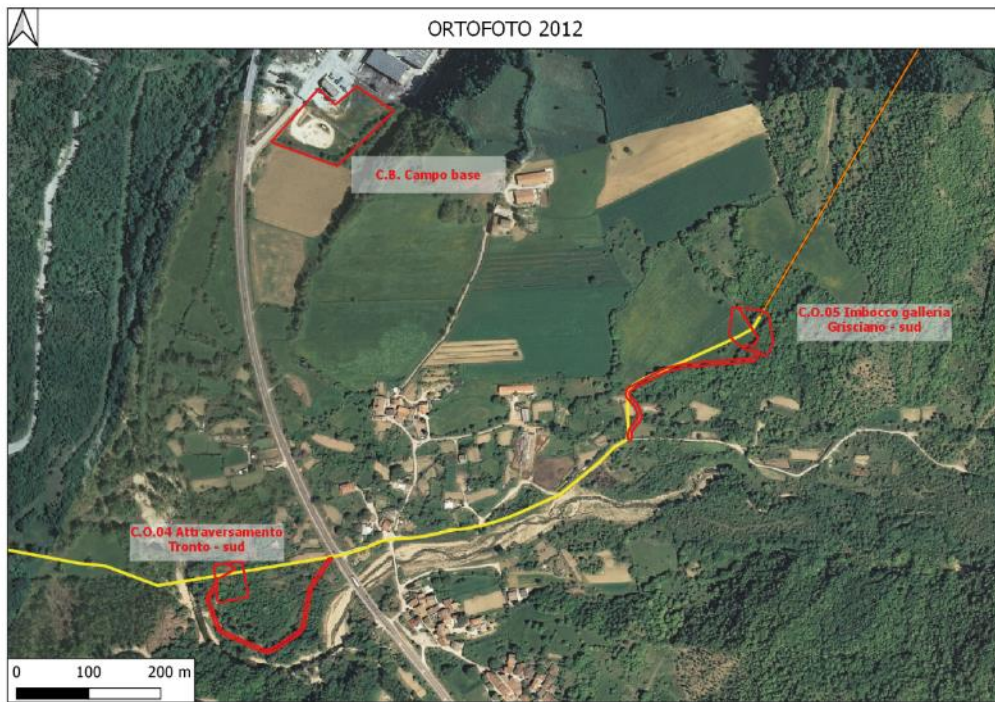 ORTOFOTO 2012
C.B. Campo base
C.O.05 Imbocco galleria
Grisciano - sud
C.O.04 Attraversamento
Tronto - sud
0 100 200 m